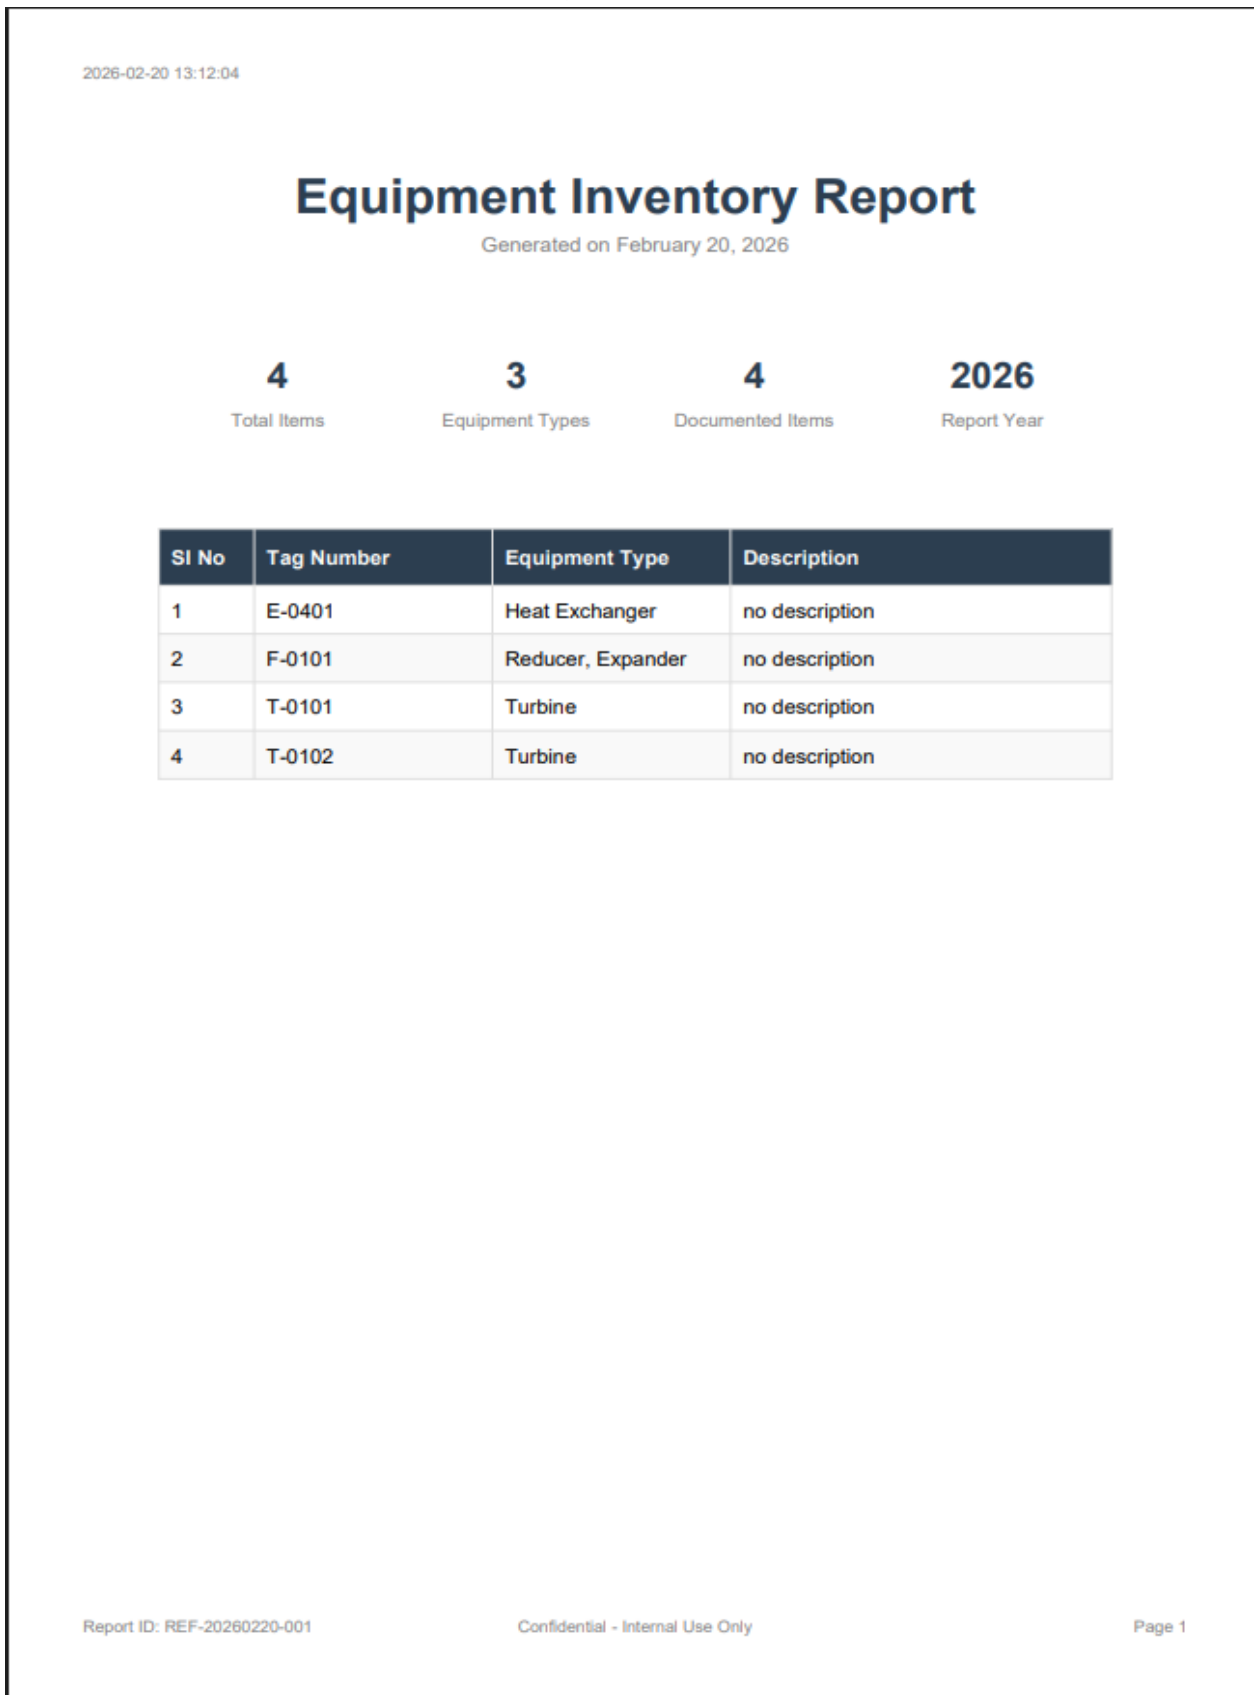 2026-02-20 13:12:04
Equipment Inventory Report
Generated on February 20, 2026
4 3 4 2026
Total Items Equipment Types Documented Items Report Year
SI No Tag Number Equipment Type Description
1 E-0401 Heat Exchanger no description
2 F-0101 Reducer, Expander no description
3 T-0101 Turbine no description
4 T-0102 Turbine no description
Report ID: REF-20260220-001 Confidential - Internal Use Only Page 1